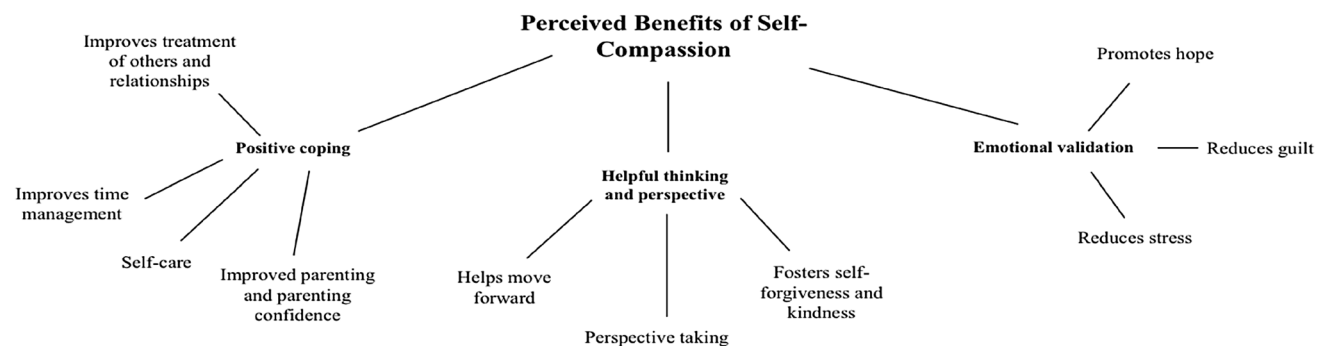 Perceived Benefits of Self-
Compassion
Improves treatment
of others and
relationships
Positive coping
Improves time
management
Self-care
Improved parenting
and parenting
confidence
Helpful thinking
and perspective
Helps move
forward
Perspective taking
Fosters self-
forgiveness and
kindness
Emotional validation
Promotes hope
Reduces guilt
Reduces stress